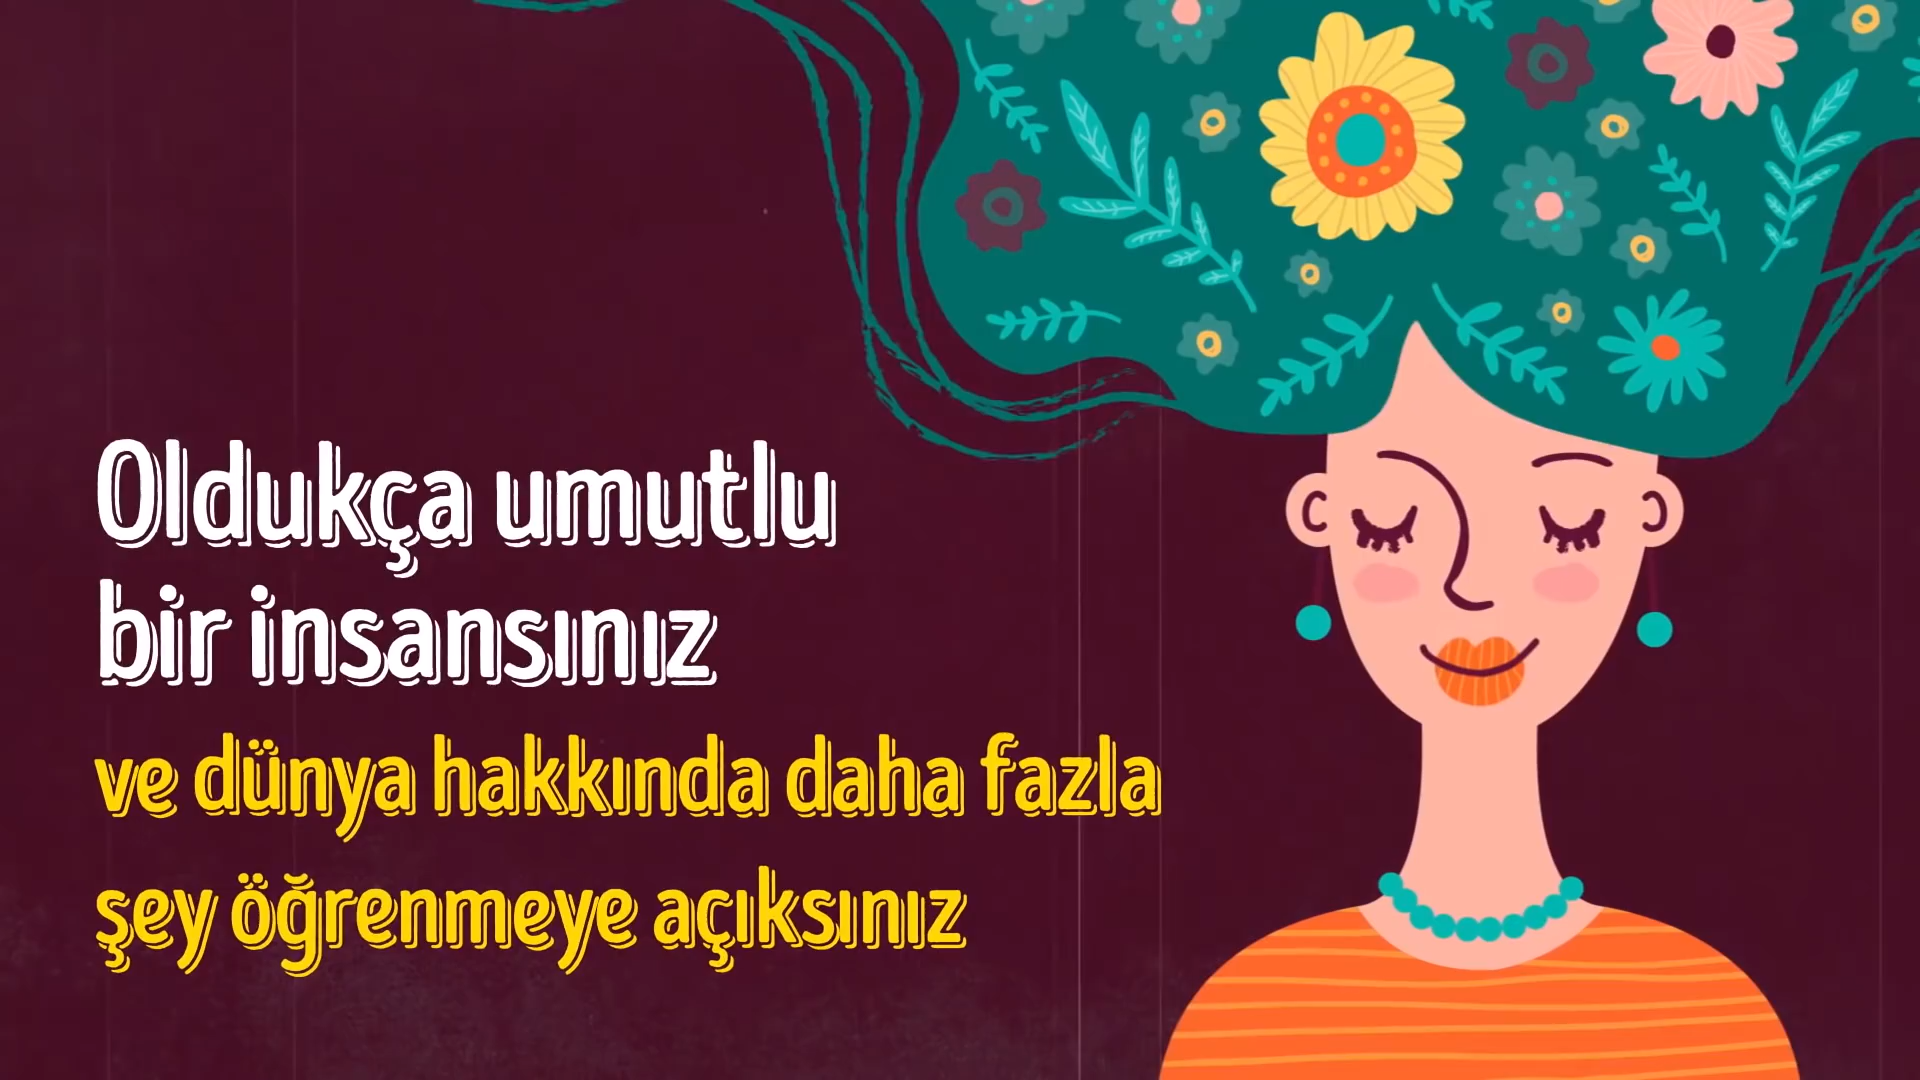 Oldukça umutlu
bir insansınız
ve dünya hakkında daha fazla
şey öğrenmeye açıksınız